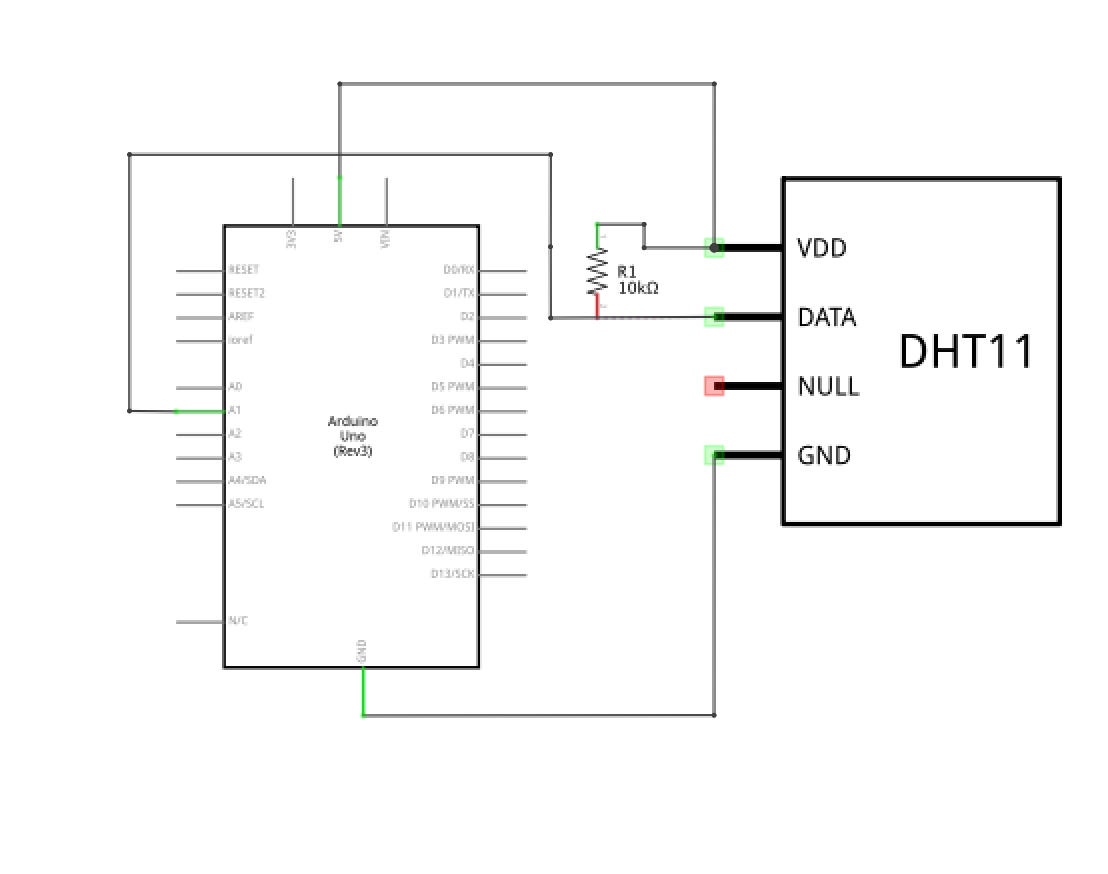 3V3
5V
VIN
RESET
RESET2
AREF
ioref
A0
A1
A2
A3
A4/SDA
A5/SCL
N/C
D0/RX
D1/TX
D2
D3 PWM
D4
D5 PWM
D6 PWM
D7
D8
D9 PWM
D10 PWM/SS
D11 PWM/MOSI
D12/MISO
D13/SCK
Arduino
Uno
(Rev3)
GND
1
R1
10kΩ
2
VDD
DATA
NULL
GND
DHT11